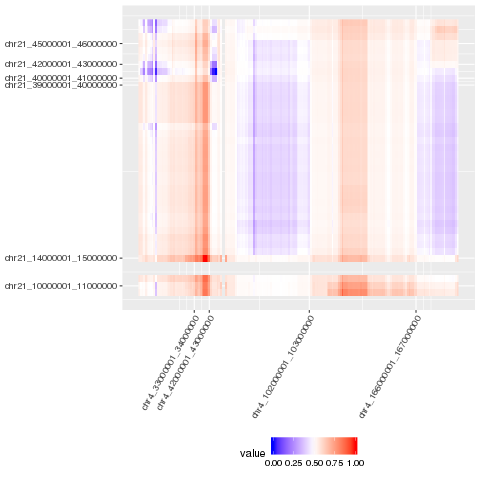 chr21_45000001_46000000
chr21_42000001_43000000
chr21_40000001_41000000
chr21_39000001_40000000
chr21_14000001_15000000
chr21_10000001_11000000
chr4_33000001_34000000
chr4_42000001_43000000
chr4_102000001_103000000
chr4_166000001_167000000
value
0.00 0.25 0.50 0.75 1.00